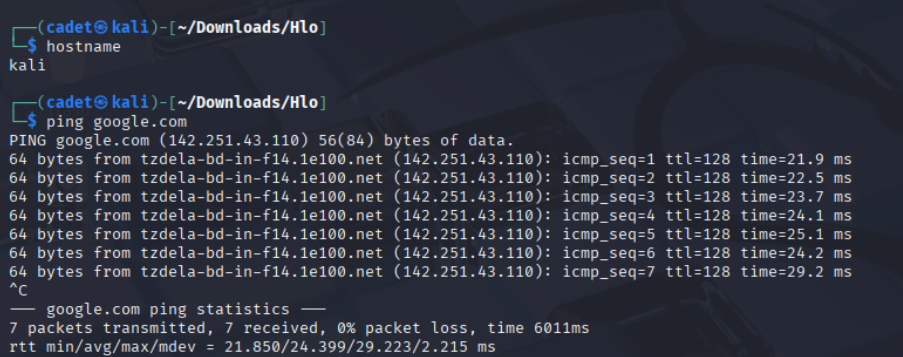 ┌──(cadet㉿kali)-[~/Downloads/Hlo]
└─$ hostname
kali
┌──(cadet㉿kali)-[~/Downloads/Hlo]
└─$ ping google.com
PING google.com (142.251.43.110) 56(84) bytes of data.
64 bytes from tzdela-bd-in-f14.1e100.net (142.251.43.110): icmp_seq=1 ttl=128 time=21.9 ms
64 bytes from tzdela-bd-in-f14.1e100.net (142.251.43.110): icmp_seq=2 ttl=128 time=22.5 ms
64 bytes from tzdela-bd-in-f14.1e100.net (142.251.43.110): icmp_seq=3 ttl=128 time=23.7 ms
64 bytes from tzdela-bd-in-f14.1e100.net (142.251.43.110): icmp_seq=4 ttl=128 time=24.1 ms
64 bytes from tzdela-bd-in-f14.1e100.net (142.251.43.110): icmp_seq=5 ttl=128 time=25.1 ms
64 bytes from tzdela-bd-in-f14.1e100.net (142.251.43.110): icmp_seq=6 ttl=128 time=24.2 ms
64 bytes from tzdela-bd-in-f14.1e100.net (142.251.43.110): icmp_seq=7 ttl=128 time=29.2 ms
^C
--- google.com ping statistics ---
7 packets transmitted, 7 received, 0% packet loss, time 6011ms
rtt min/avg/max/mdev = 21.850/24.399/29.223/2.215 ms